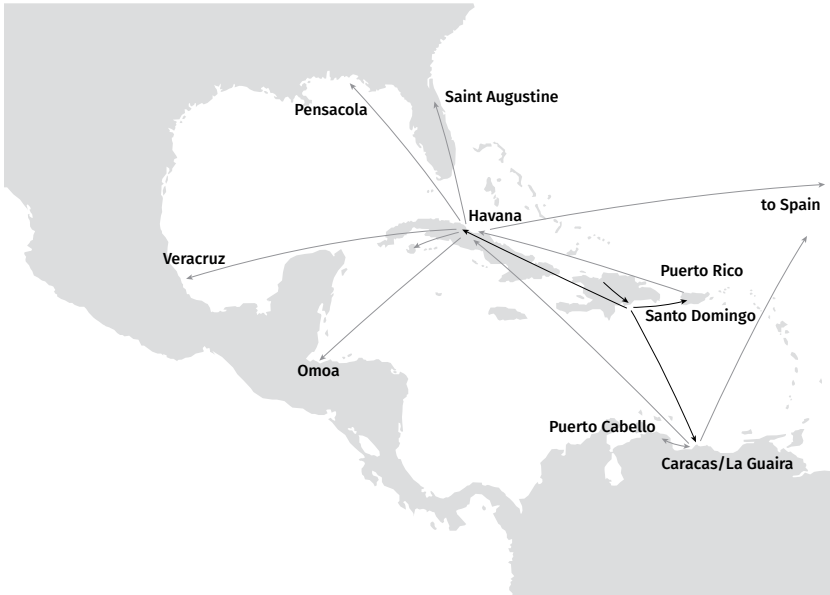 Saint Augustine
Pensacola
to Spain
Havana
Veracruz
Puerto Rico
Santo Domingo
Omoa
Puerto Cabello
Caracas/La Guaira